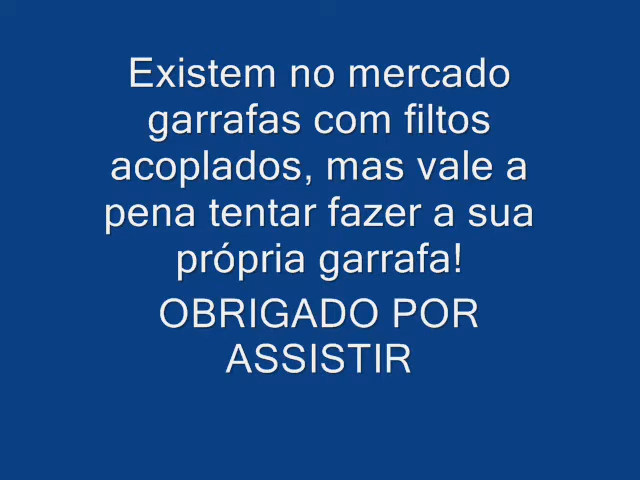 Existem no mercado
garrafas com filtos
acoplados, mas vale a
pena tentar fazer a sua
própria garrafa!
OBRIGADO POR
ASSISTIR